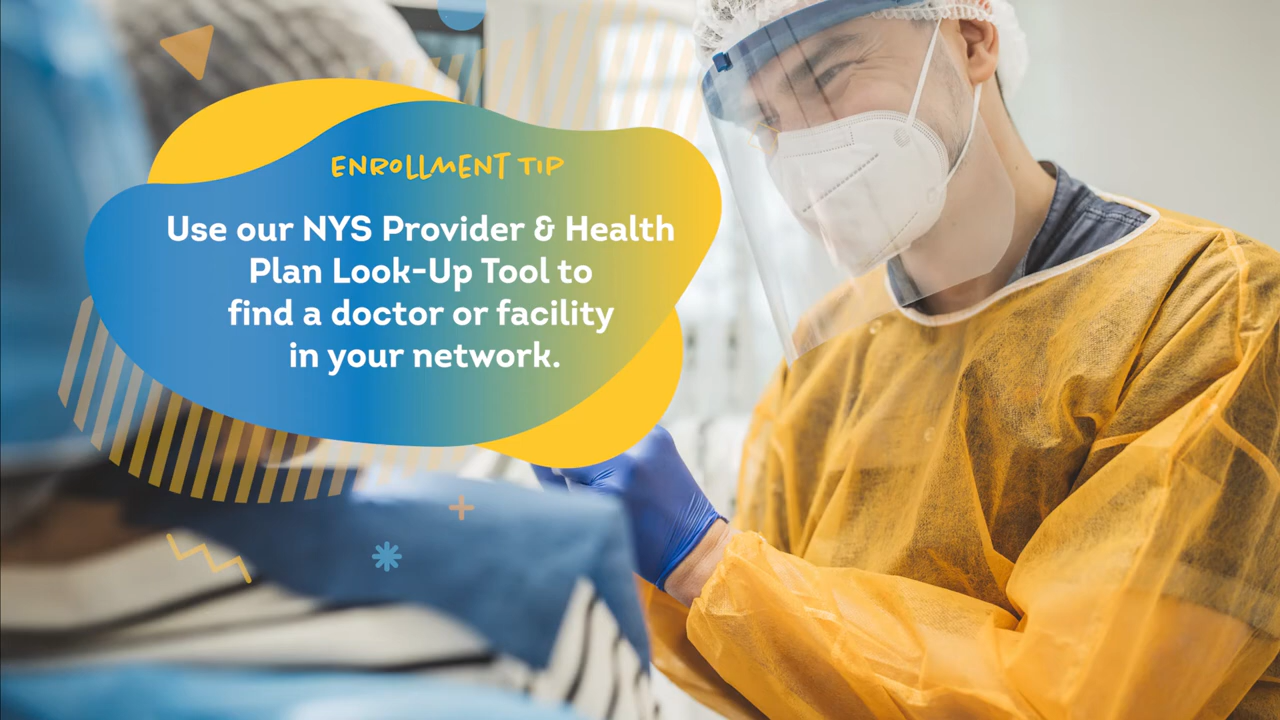 ENROLLMENT TIP
Use our NYS Provider & Health
Plan Look-Up Tool to
find a doctor or facility
in your network.